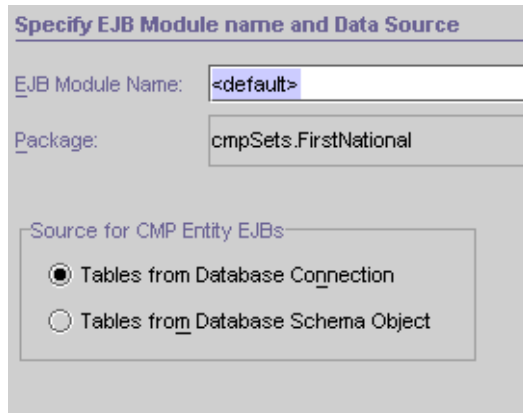 Specify EJB Module name and Data Source
EJB Module Name: <default>
Package: cmpSets.FirstNational
Source for CMP Entity EJBs
Tables from Database Connection
Tables from Database Schema Object